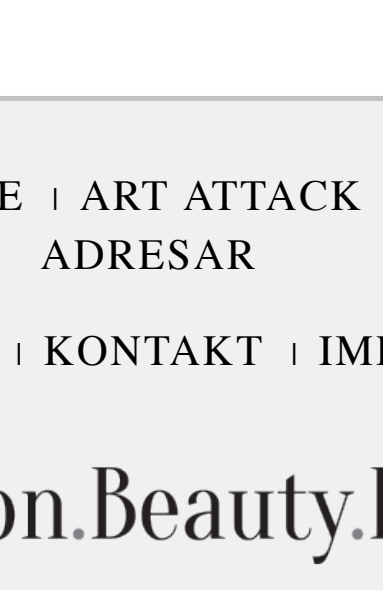 E | ART ATTACK
ADRESAR
| KONTAKT | IM
on.Beauty.